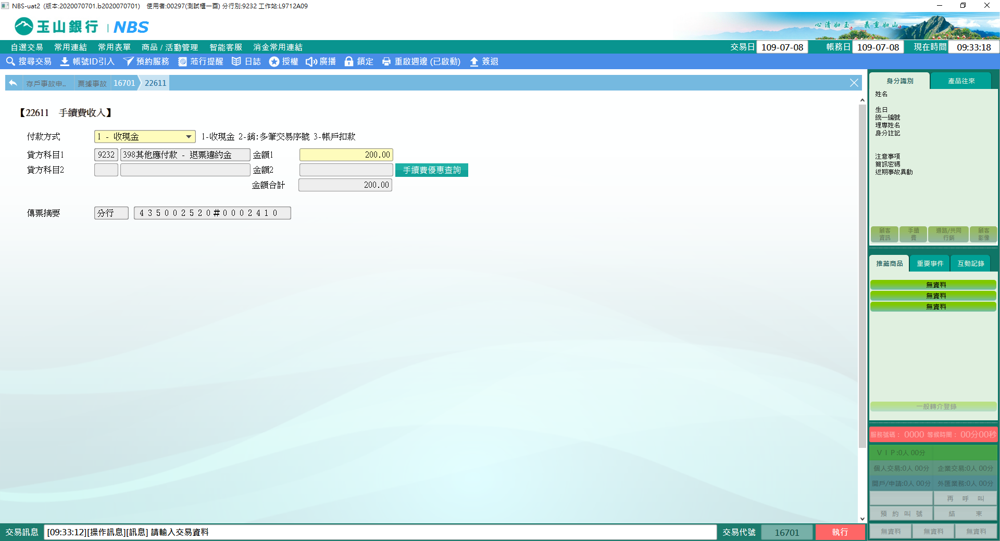 NBS-uat2 (版本:2020070701.b2020070701) 使用者:00297(測試櫃一酉) 分行別:9232 工作站:L9712A09
玉山銀行 | NBS
心清如玉。 義重如山。
自選交易 常用連結 常用表單 商品 / 活動管理 智能客服 消金常用連結 交易日 109-07-08 帳務日 109-07-08 現在時間 09:33:18
搜尋交易 帳號ID引入 預約服務 蒞行提醒 日誌 授權 廣播 鎖定 重啟週邊 (已啟動) 簽退
存戶事故申.. 票據事故 16701 22611
【22611 手續費收入】
付款方式 1 - 收現金 1-收現金 2-銷:多筆交易序號 3-帳戶扣款
貸方科目1 9232 398其他應付款 - 退票違約金 金額1 200.00
貸方科目2 金額2 手續費優惠查詢
金額合計 200.00
傳票摘要 分行 435002520#0002410
身分識別 產品往來
姓名
生日
統一編號
理專姓名
身分註記
注意事項
簡訊密碼
近期事故異動
顧客資訊 手續費 通路/共同行銷 顧客影像
推薦商品 重要事件 互動記錄
無資料
無資料
無資料
一般轉介登錄
服務號碼： 0000 等候時間： 00分00秒
ＶＩＰ:0人 00分
個人交易:0人 00分 企業交易:0人 00分
開戶/申請:0人 00分 外匯業務:0人 00分
再 呼 叫
預 約 叫 號 結 束
無資料 無資料 無資料
交易訊息 [09:33:12][操作訊息][訊息] 請輸入交易資料 交易代號 16701 執行